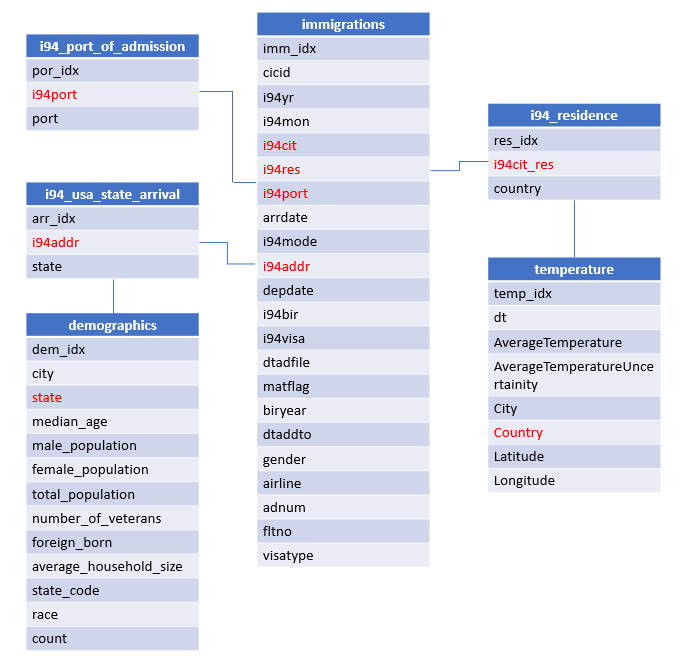 i94_port_of_admission
por_idx
i94port
port
i94_usa_state_arrival
arr_idx
i94addr
state
demographics
dem_idx
city
state
median_age
male_population
female_population
total_population
number_of_veterans
foreign_born
average_household_size
state_code
race
count
immigrations
imm_idx
cicid
i94yr
i94mon
i94cit
i94res
i94port
arrdate
i94mode
i94addr
depdate
i94bir
i94visa
dtadfile
matflag
biryear
dtaddto
gender
airline
adnum
fltno
visatype
i94_residence
res_idx
i94cit_res
country
temperature
temp_idx
dt
AverageTemperature
AverageTemperatureUnce
rtainity
City
Country
Latitude
Longitude